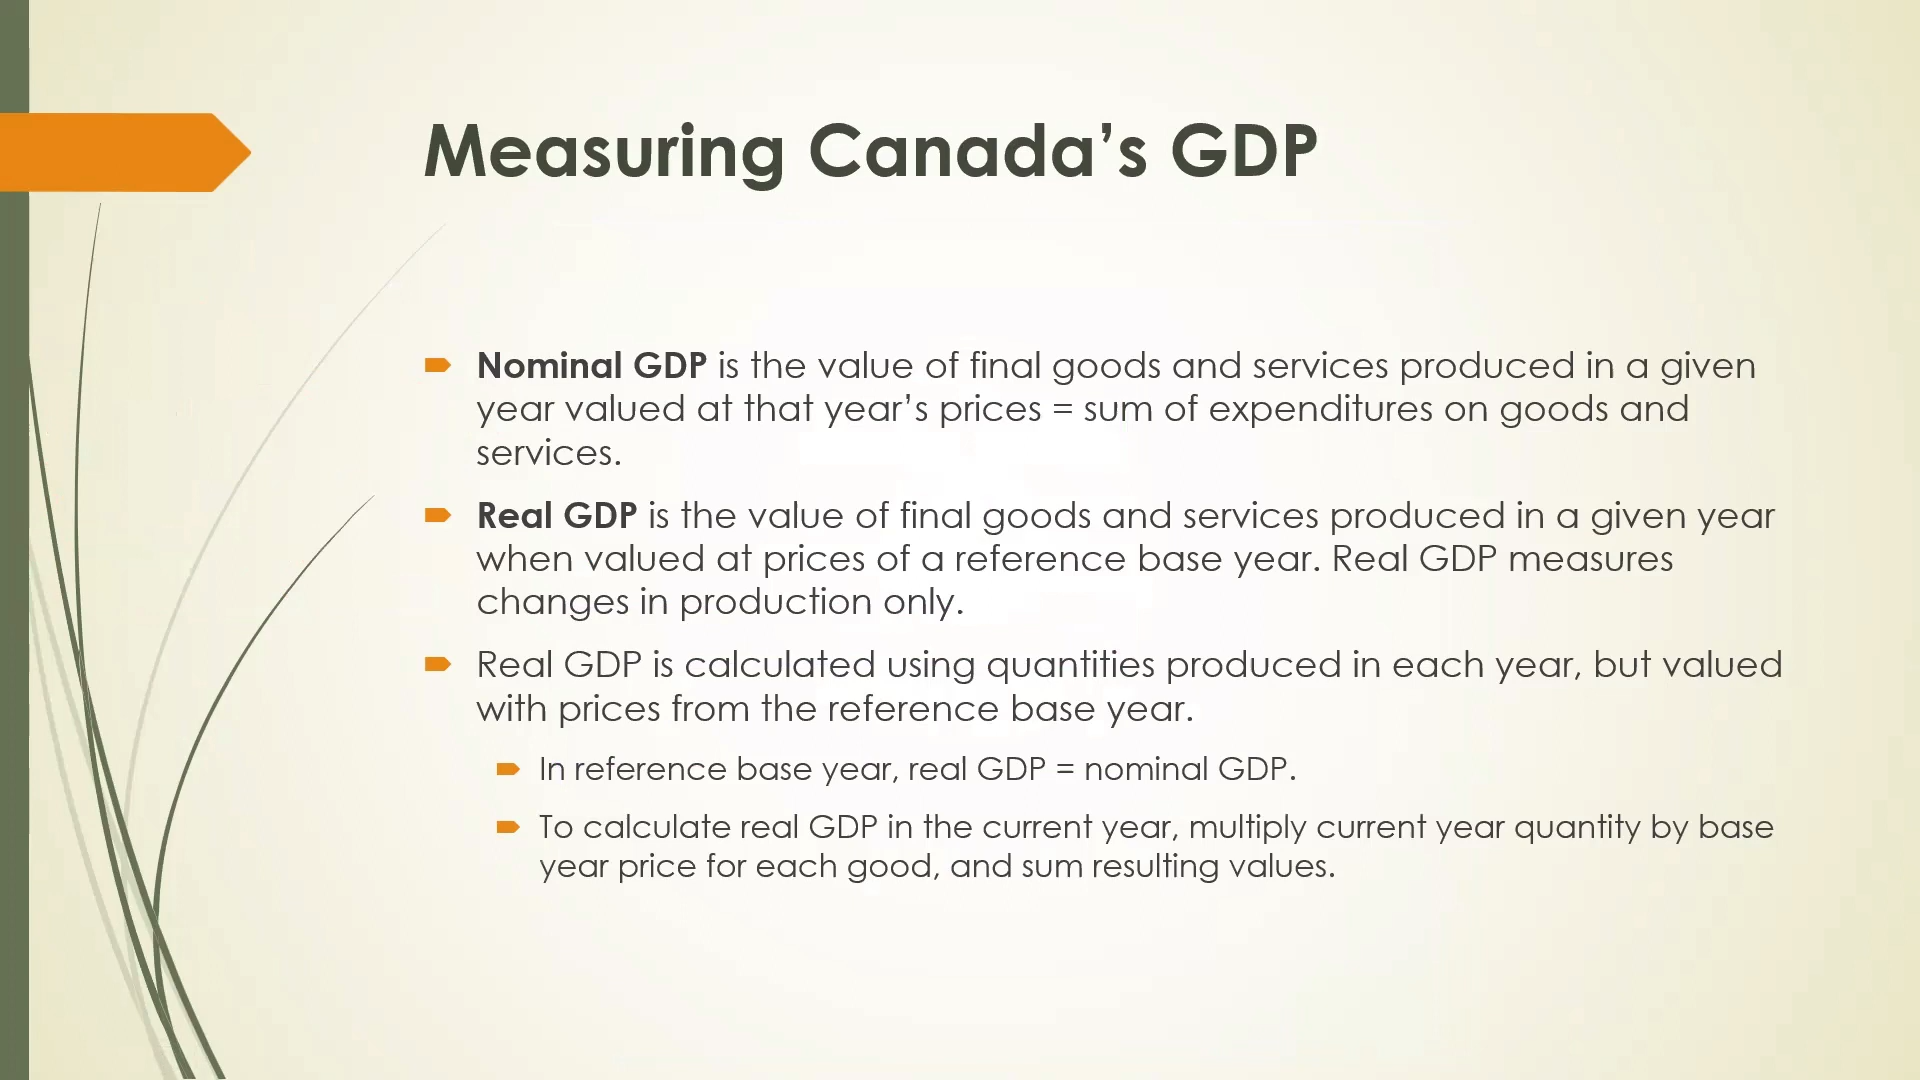 Measuring Canada’s GDP
Nominal GDP is the value of final goods and services produced in a given
year valued at that year’s prices = sum of expenditures on goods and
services.
Real GDP is the value of final goods and services produced in a given year
when valued at prices of a reference base year. Real GDP measures
changes in production only.
Real GDP is calculated using quantities produced in each year, but valued
with prices from the reference base year.
In reference base year, real GDP = nominal GDP.
To calculate real GDP in the current year, multiply current year quantity by base
year price for each good, and sum resulting values.